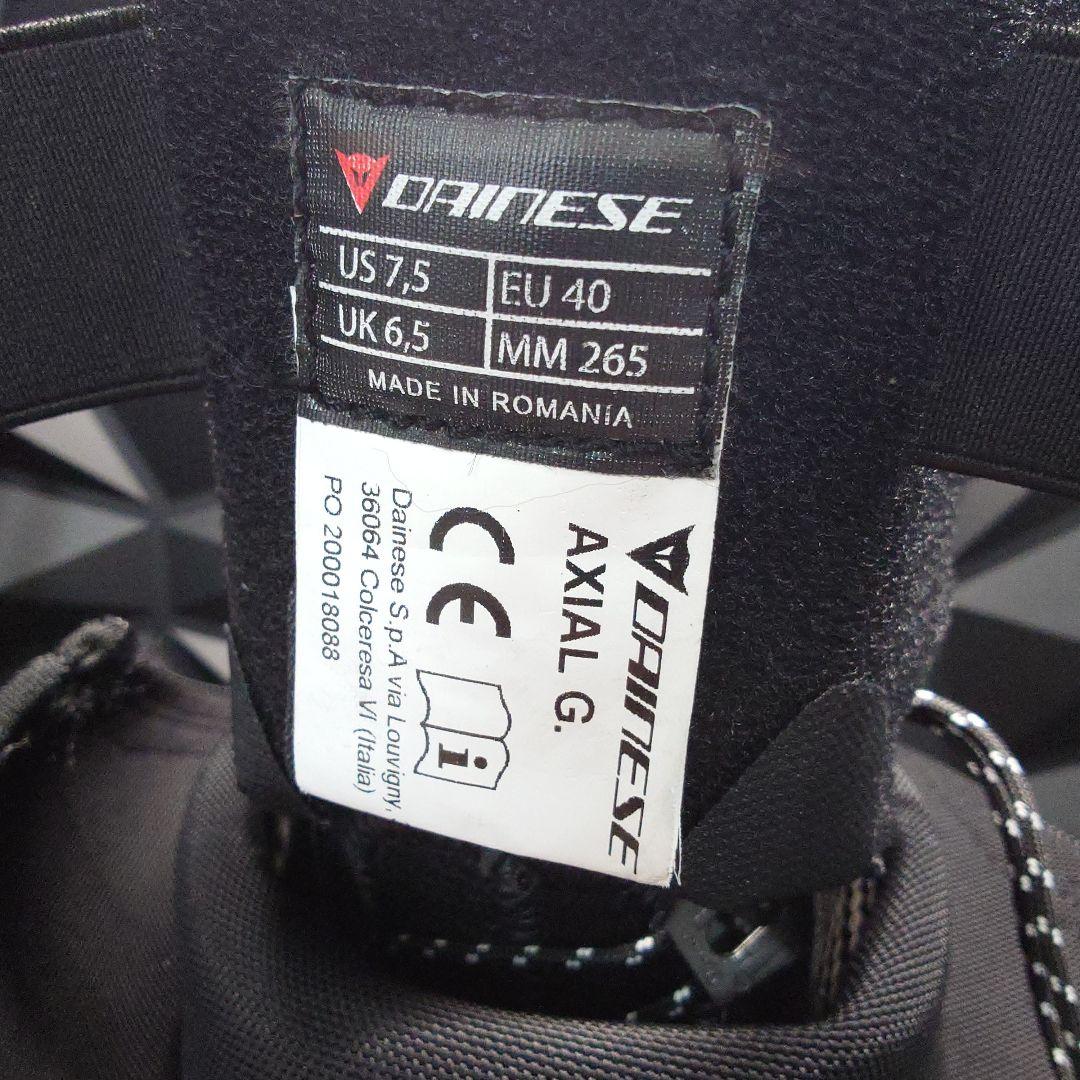 DAINESE
US 7,5 EU 40
UK 6,5 MM 265
MADE IN ROMANIA
DAINESE
AXIAL G.
CE
i
Dainese S.p.A via Louvigny,
36064 Colceresa VI (Italia)
PO 200018088